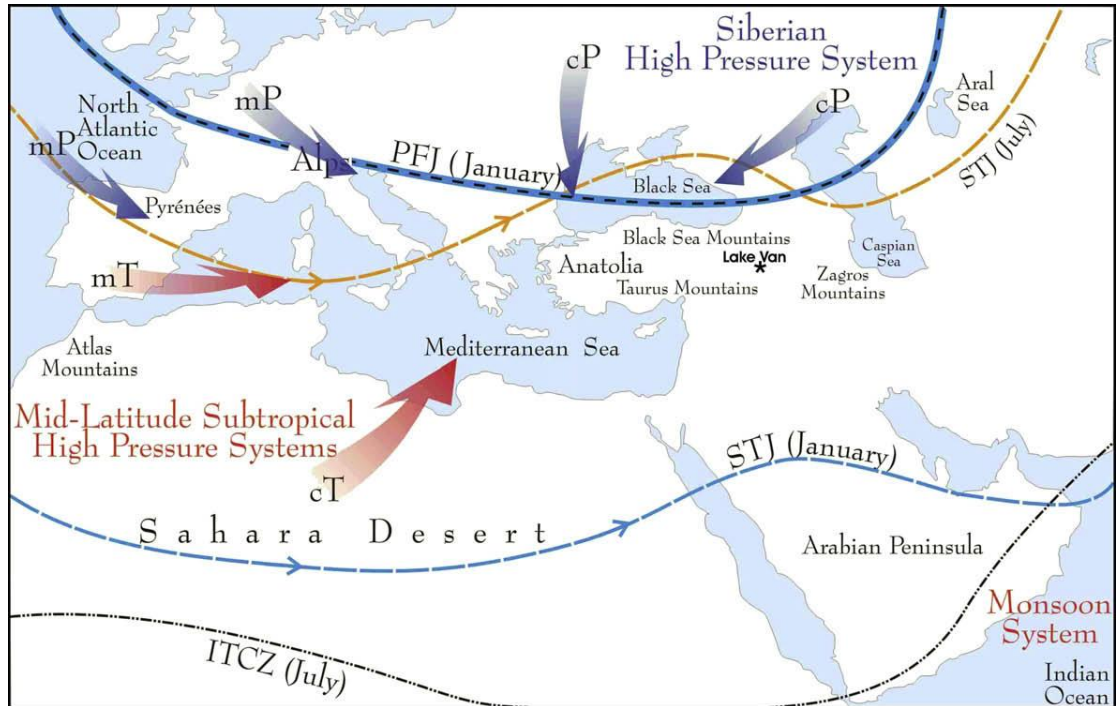 Siberian
High Pressure System
cP
mP
cP
North
Atlantic
Ocean
Aral
Sea
mP
Alps
PFJ (January)
STJ (July)
Black Sea
Pyrénées
Black Sea Mountains
Lake Van
Caspian
Sea
Anatolia
mT
Taurus Mountains
Zagros
Mountains
Atlas
Mountains
Mediterranean Sea
Mid-Latitude Subtropical
High Pressure Systems
STJ (January)
cT
Sahara Desert
Arabian Peninsula
Monsoon
System
ITCZ (July)
Indian
Ocean